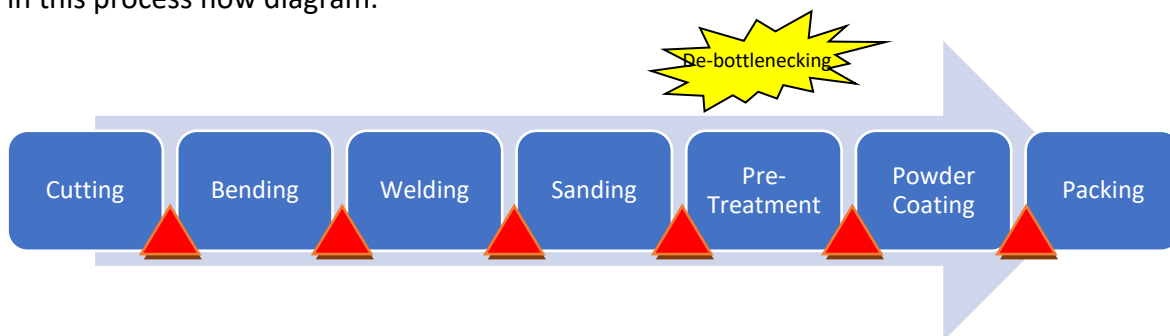 in this process flow diagram:
De-bottlenecking
Cutting
Bending
Welding
Sanding
Pre-
Treatment
Powder
Coating
Packing